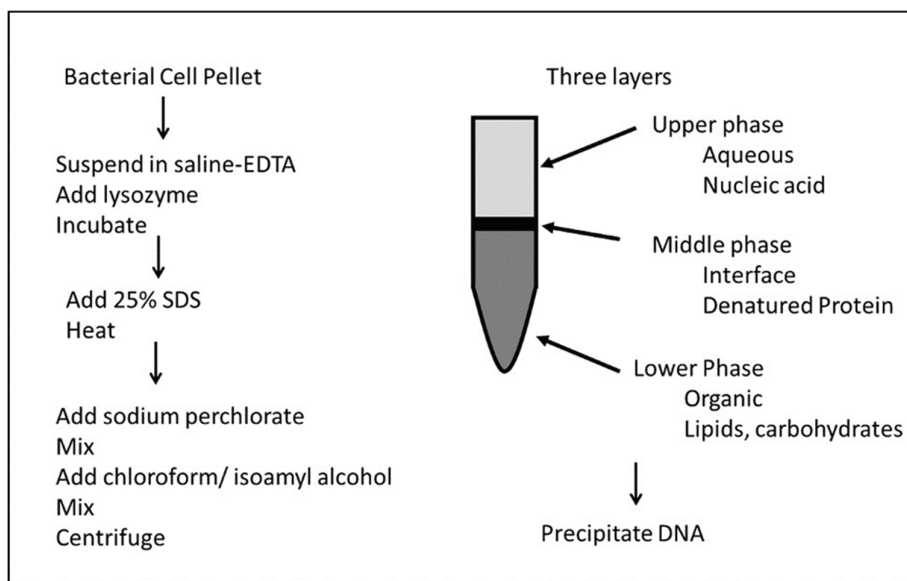 Bacterial Cell Pellet
Suspend in saline-EDTA
Add lysozyme
Incubate
Add 25% SDS
Heat
Add sodium perchlorate
Mix
Add chloroform/ isoamyl alcohol
Mix
Centrifuge
Three layers
Upper phase
Aqueous
Nucleic acid
Middle phase
Interface
Denatured Protein
Lower Phase
Organic
Lipids, carbohydrates
Precipitate DNA